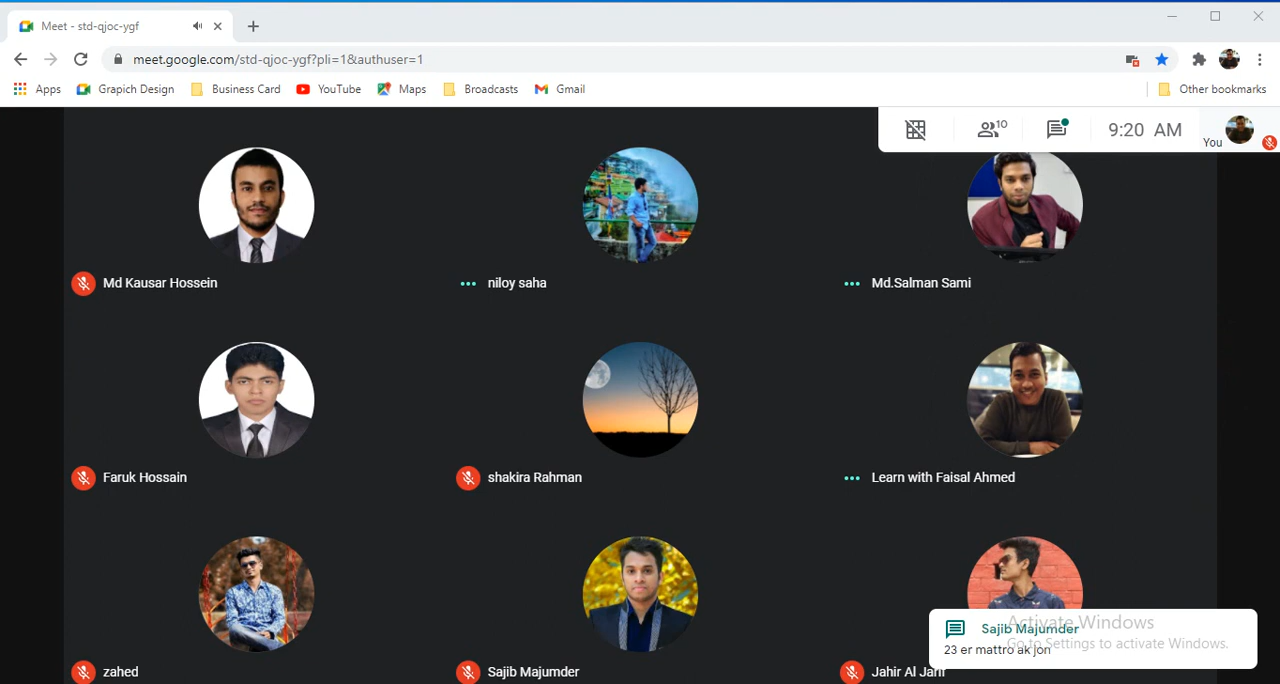 Meet - std-qjoc-ygf
meet.google.com/std-qjoc-ygf?pli=1&authuser=1
Apps Grapich Design Business Card YouTube Maps Broadcasts Gmail Other bookmarks
10 9:20 AM You
Md Kausar Hossein niloy saha Md.Salman Sami
Faruk Hossain shakira Rahman Learn with Faisal Ahmed
Activate Windows
Sajib Majumder
Go to Settings to activate Windows.
23 er mattro ak jon
zahed Sajib Majumder Jahir Al Jarif